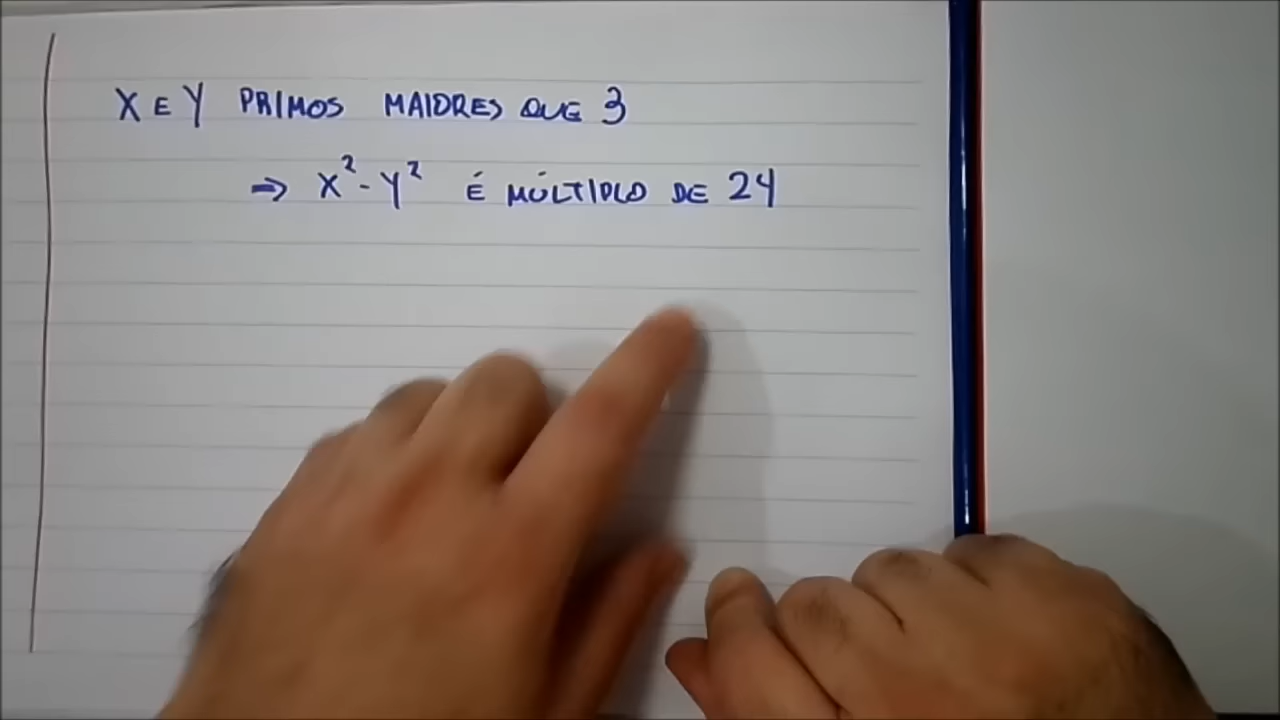 X E Y PRIMOS MAIORES QUE 3
⇒ X² - Y² É MÚLTIPLO DE 24